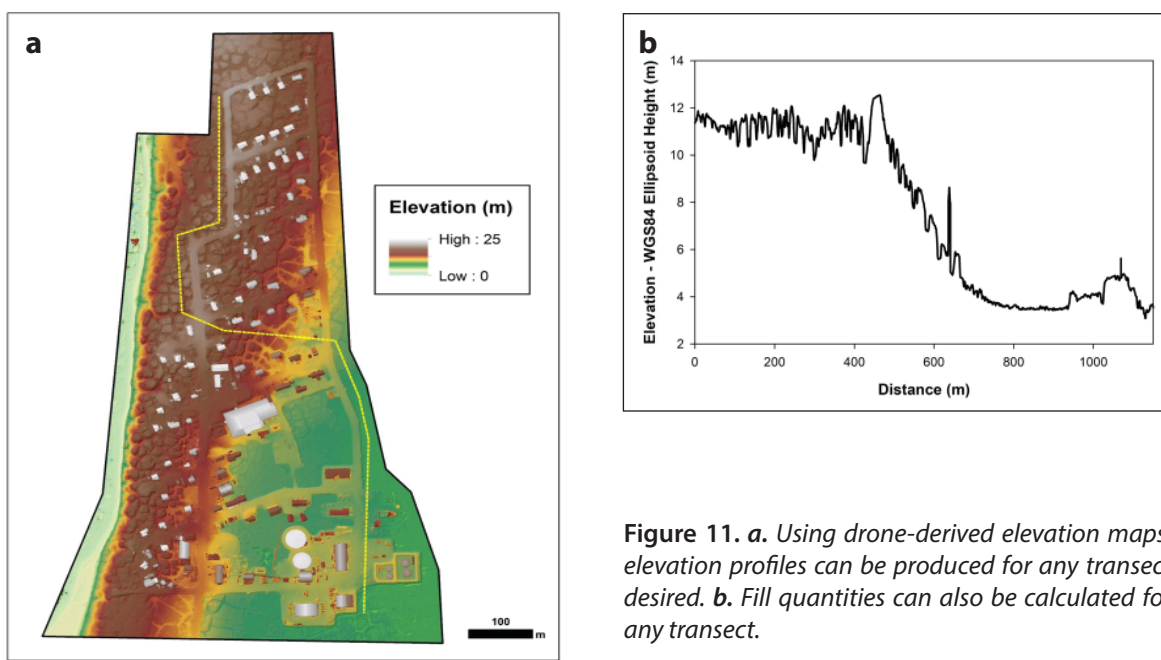 a
Elevation (m)
High : 25
Low : 0
100
m
b
Elevation - WGS84 Ellipsoid Height (m)
14
12
10
8
6
4
2
0
200
400
600
800
1000
Distance (m)
Figure 11. a. Using drone-derived elevation maps
elevation profiles can be produced for any transec
desired. b. Fill quantities can also be calculated fo
any transect.